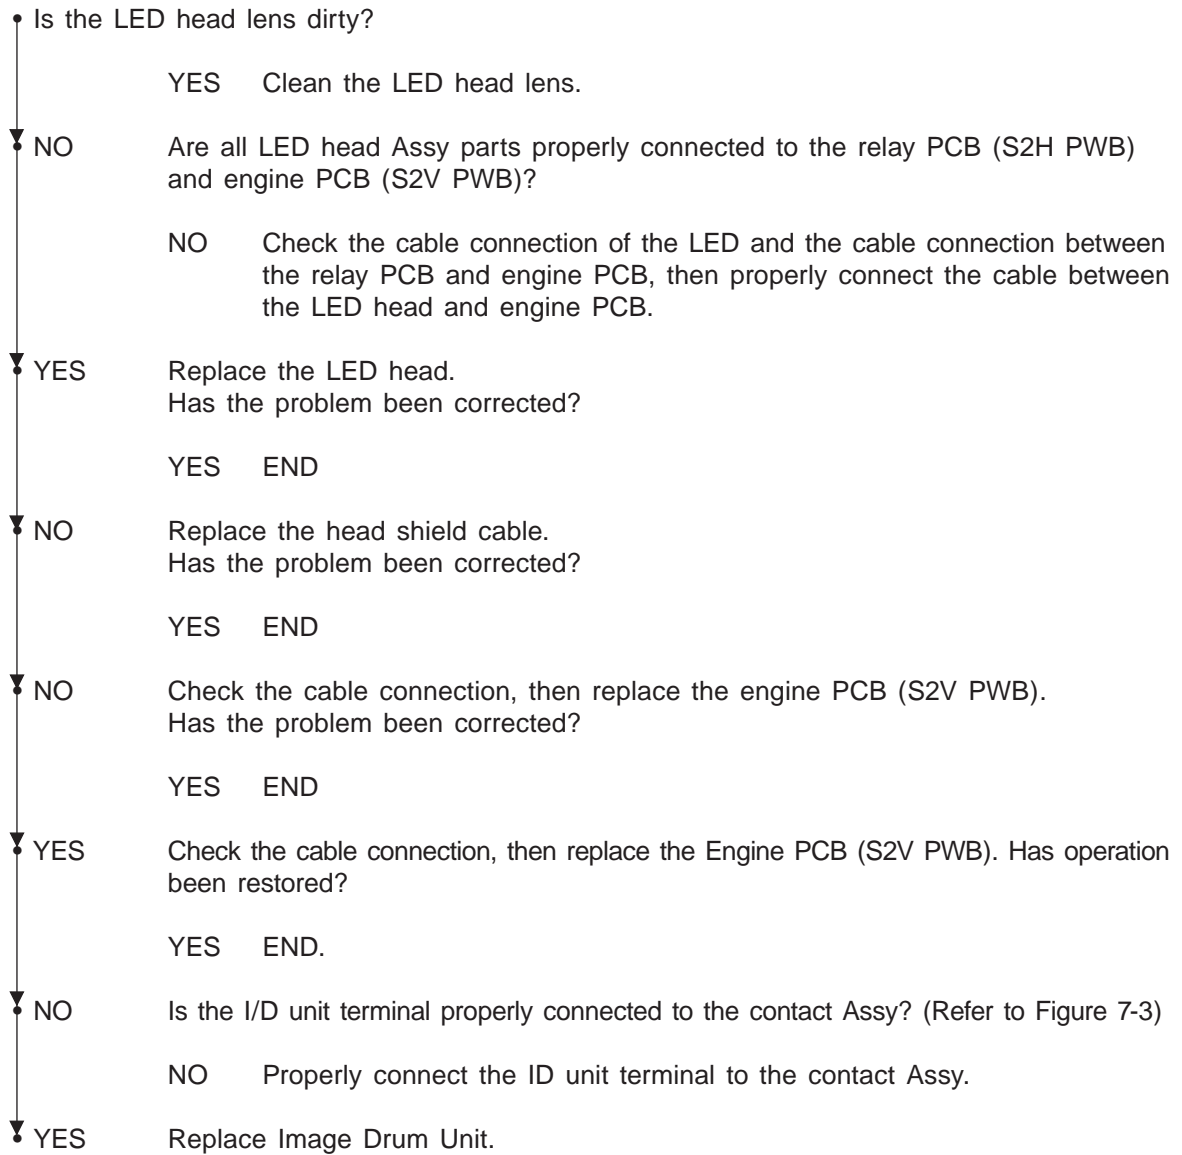 Is the LED head lens dirty?
YES Clean the LED head lens.
NO Are all LED head Assy parts properly connected to the relay PCB (S2H PWB)
and engine PCB (S2V PWB)?
NO Check the cable connection of the LED and the cable connection between
the relay PCB and engine PCB, then properly connect the cable between
the LED head and engine PCB.
YES Replace the LED head.
Has the problem been corrected?
YES END
NO Replace the head shield cable.
Has the problem been corrected?
YES END
NO Check the cable connection, then replace the engine PCB (S2V PWB).
Has the problem been corrected?
YES END
YES Check the cable connection, then replace the Engine PCB (S2V PWB). Has operation
been restored?
YES END.
NO Is the I/D unit terminal properly connected to the contact Assy? (Refer to Figure 7-3)
NO Properly connect the ID unit terminal to the contact Assy.
YES Replace Image Drum Unit.